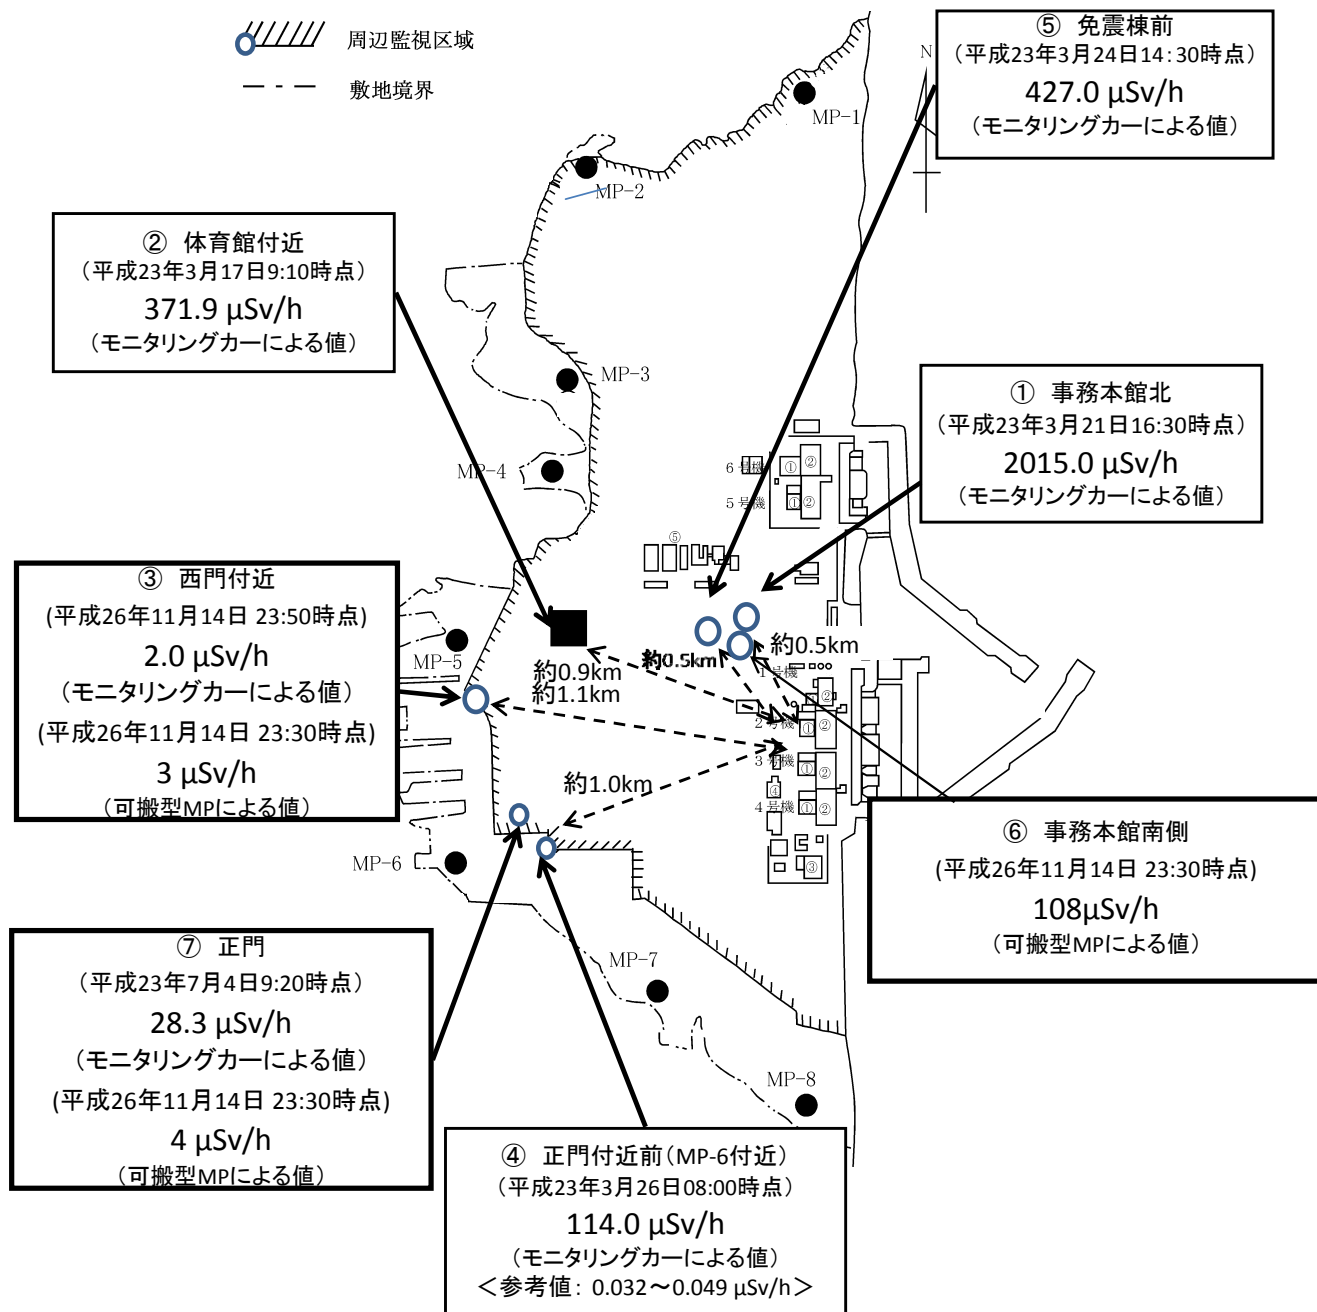 周辺監視区域
敷地境界
⑤ 免震棟前
（平成23年3月24日14:30時点）
427.0 μSv/h
（モニタリングカーによる値）
N
MP-1
MP-2
② 体育館付近
（平成23年3月17日9:10時点）
371.9 μSv/h
（モニタリングカーによる値）
MP-3
① 事務本館北
（平成23年3月21日16:30時点）
2015.0 μSv/h
（モニタリングカーによる値）
MP-4
6号機
① ②
5号機
① ②
⑤
③ 西門付近
(平成26年11月14日 23:50時点)
2.0 μSv/h
（モニタリングカーによる値）
(平成26年11月14日 23:30時点)
3 μSv/h
（可搬型MPによる値）
MP-5
約0.9km
約1.1km
約0.5km
約0.5km
1号機
②
2号機
① ②
3号機
① ②
④
4号機
① ②
③
約1.0km
MP-6
⑥ 事務本館南側
(平成26年11月14日 23:30時点)
108μSv/h
（可搬型MPによる値）
⑦ 正門
（平成23年7月4日9:20時点）
28.3 μSv/h
（モニタリングカーによる値）
(平成26年11月14日 23:30時点)
4 μSv/h
（可搬型MPによる値）
MP-7
MP-8
④ 正門付近前（MP-6付近）
（平成23年3月26日08:00時点）
114.0 μSv/h
（モニタリングカーによる値）
＜参考値：0.032～0.049 μSv/h＞